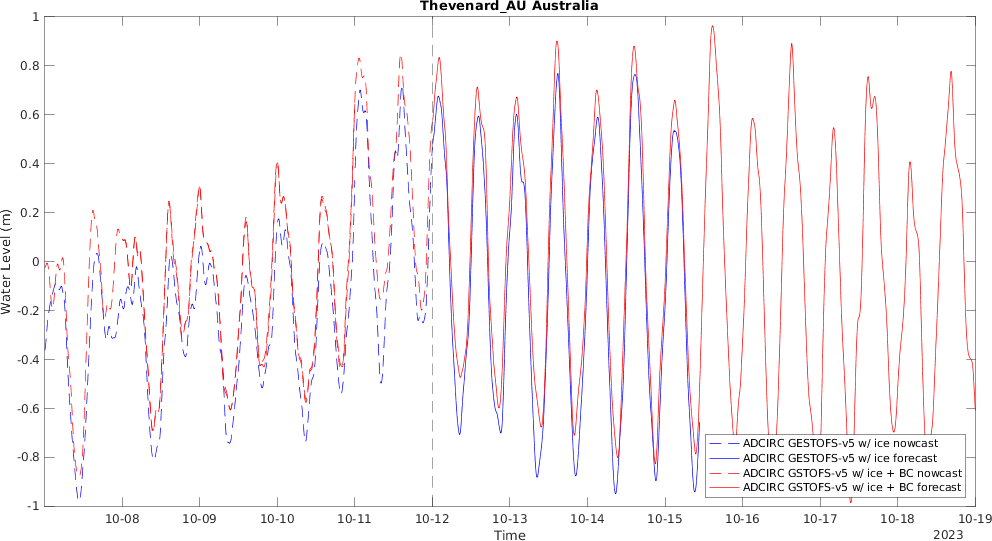 Thevenard_AU Australia
1
0.8
0.6
0.4
0.2
0
-0.2
-0.4
-0.6
-0.8
-1
Water Level (m)
ADCIRC GESTOFS-v5 w/ ice nowcast
ADCIRC GESTOFS-v5 w/ ice forecast
ADCIRC GSTOFS-v5 w/ ice + BC nowcast
ADCIRC GSTOFS-v5 w/ ice + BC forecast
10-08 10-09 10-10 10-11 10-12 10-13 10-14 10-15 10-16 10-17 10-18 10-19
Time
2023